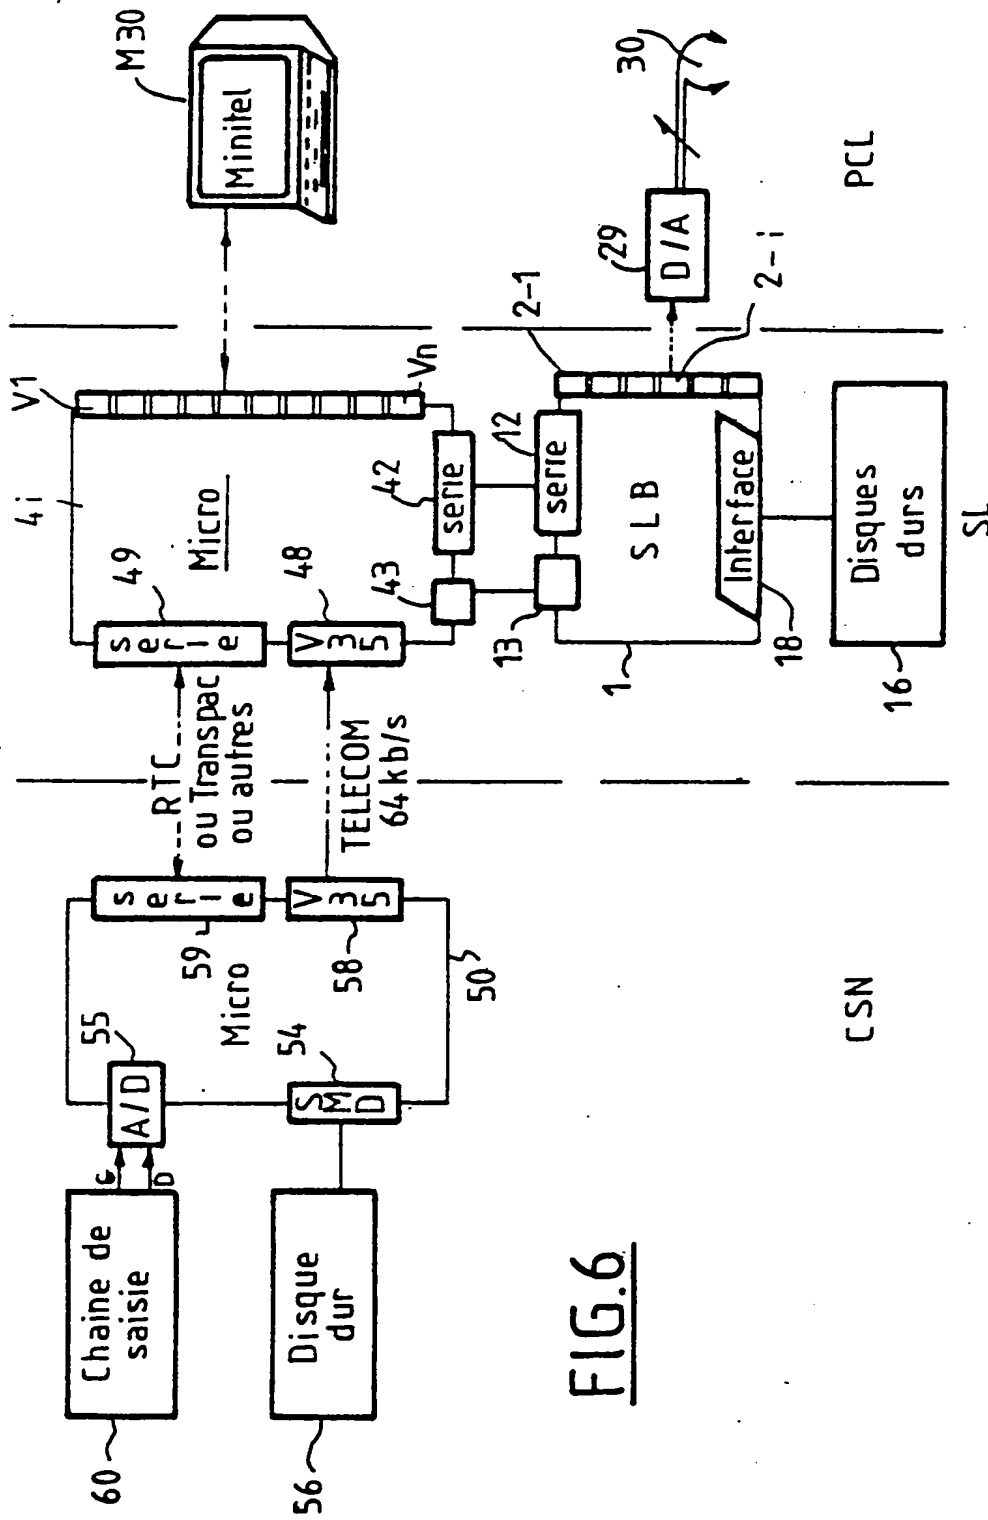 60
Chaine de
saisie
G
D
A/D
55
Micro
serie
59
RTC
ou Transpac
ou autres
serie
49
4i
V1
Micro
M30
Minitel
56
Disque
dur
SMD
54
V35
58
50
TELECOM
64 kb/s
V35
48
43
serie
42
Vn
13
serie
12
2-1
1
SLB
2-i
29
D/A
30
Interface
18
16
Disques
durs
CSN
SL
PCL
FIG.6